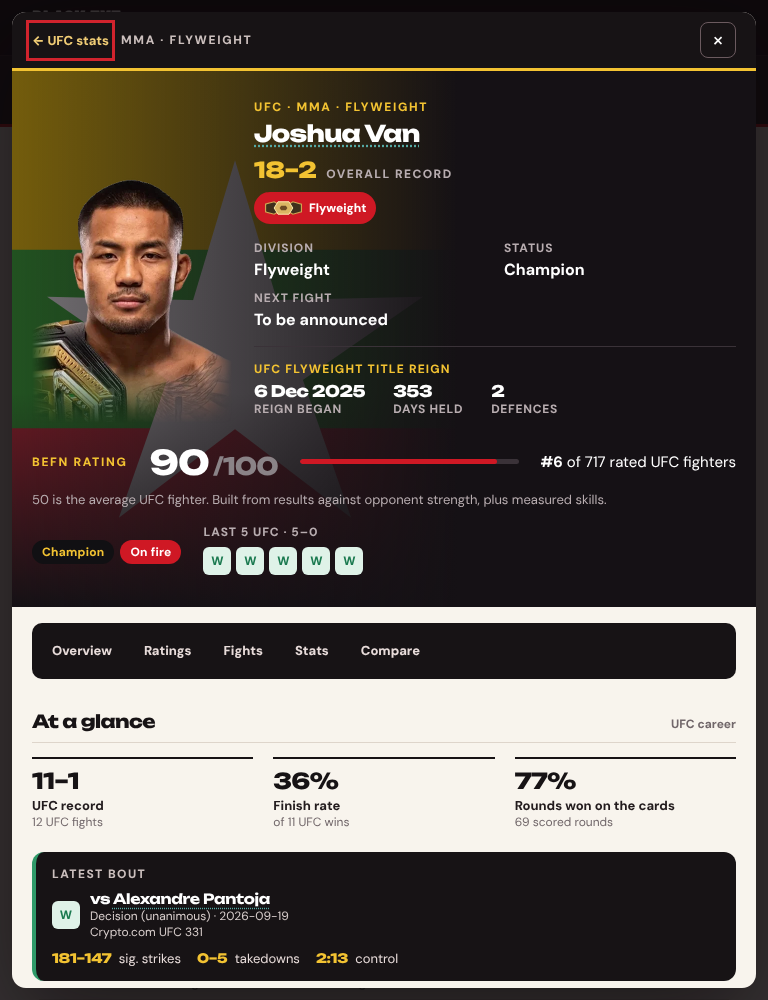 ← UFC stats MMA · FLYWEIGHT ×
UFC · MMA · FLYWEIGHT
Joshua Van
18–2 OVERALL RECORD
Flyweight
DIVISION STATUS
Flyweight Champion
NEXT FIGHT
To be announced
UFC FLYWEIGHT TITLE REIGN
6 Dec 2025 353 2
REIGN BEGAN DAYS HELD DEFENCES
BEFN RATING 90 /100 #6 of 717 rated UFC fighters
50 is the average UFC fighter. Built from results against opponent strength, plus measured skills.
LAST 5 UFC · 5–0
Champion On fire W W W W W
Overview Ratings Fights Stats Compare
At a glance UFC career
11–1 36% 77%
UFC record Finish rate Rounds won on the cards
12 UFC fights of 11 UFC wins 69 scored rounds
LATEST BOUT
W vs Alexandre Pantoja
Decision (unanimous) · 2026-09-19
Crypto.com UFC 331
181–147 sig. strikes 0–5 takedowns 2:13 control